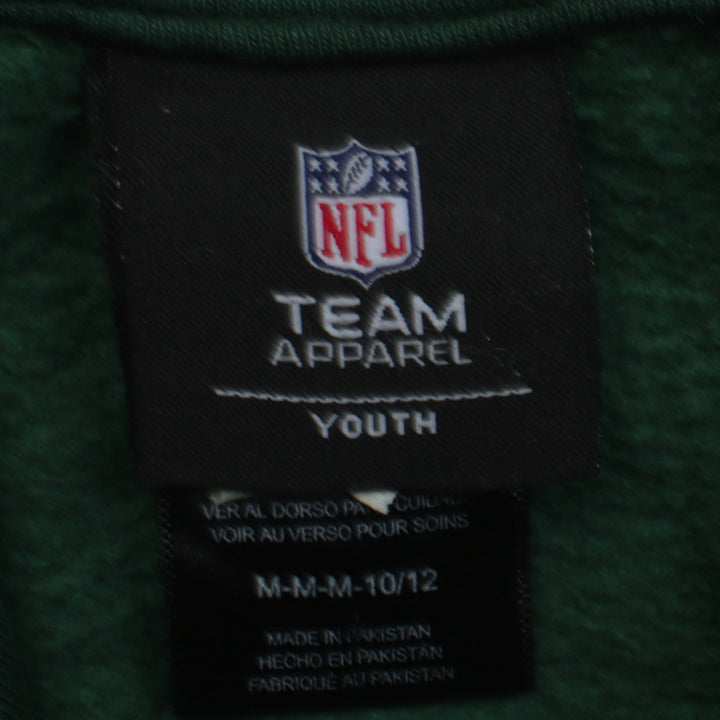 NFL
TEAM
APPAREL
YOUTH
VER AL DORSO
VOIR AU VERSO POUR SOINS
M-M-M-10/12
MADE IN PAKISTAN
HECHO EN PAKISTÁN
FABRIQUÉ AU PAKISTAN